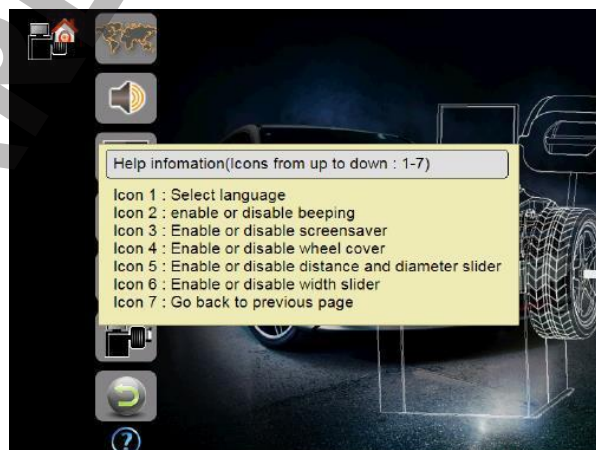 Help infomation(Icons from up to down : 1-7)
Icon 1 : Select language
Icon 2 : enable or disable beeping
Icon 3 : Enable or disable screensaver
Icon 4 : Enable or disable wheel cover
Icon 5 : Enable or disable distance and diameter slider
Icon 6 : Enable or disable width slider
Icon 7 : Go back to previous page
?